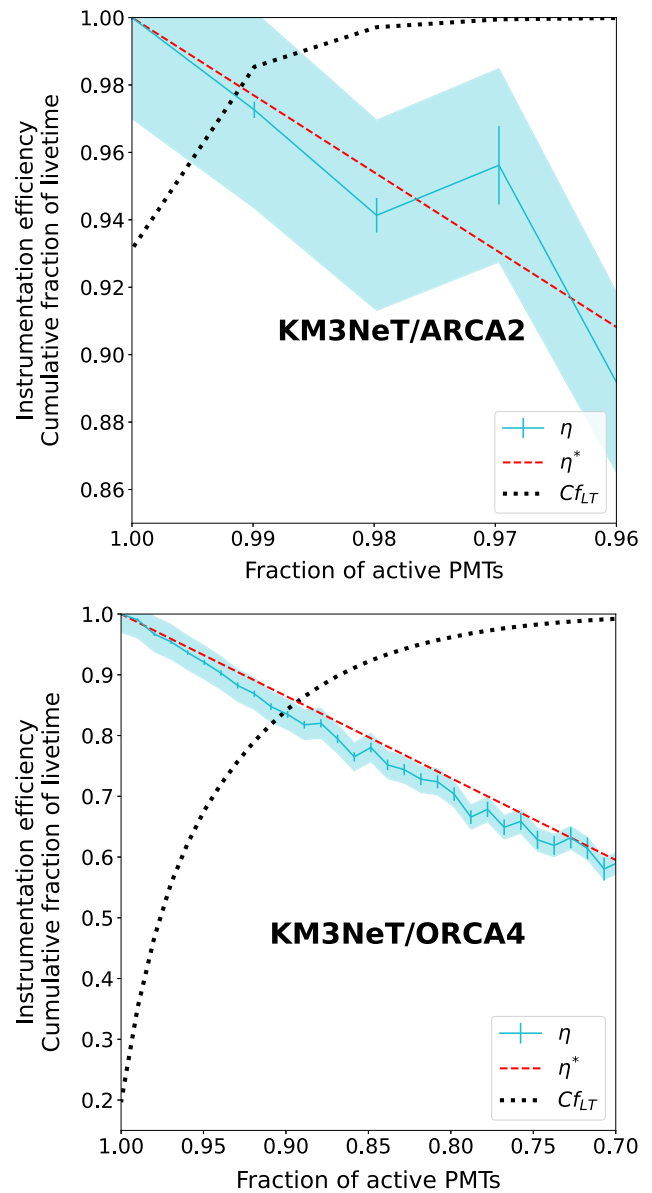 Instrumentation efficiency
Cumulative fraction of livetime
1.00
0.98
0.96
0.94
0.92
0.90
0.88
0.86
KM3NeT/ARCA2
η
η*
Cf_LT
1.00 0.99 0.98 0.97 0.96
Fraction of active PMTs
Instrumentation efficiency
Cumulative fraction of livetime
1.0
0.9
0.8
0.7
0.6
0.5
0.4
0.3
0.2
KM3NeT/ORCA4
η
η*
Cf_LT
1.00 0.95 0.90 0.85 0.80 0.75 0.70
Fraction of active PMTs